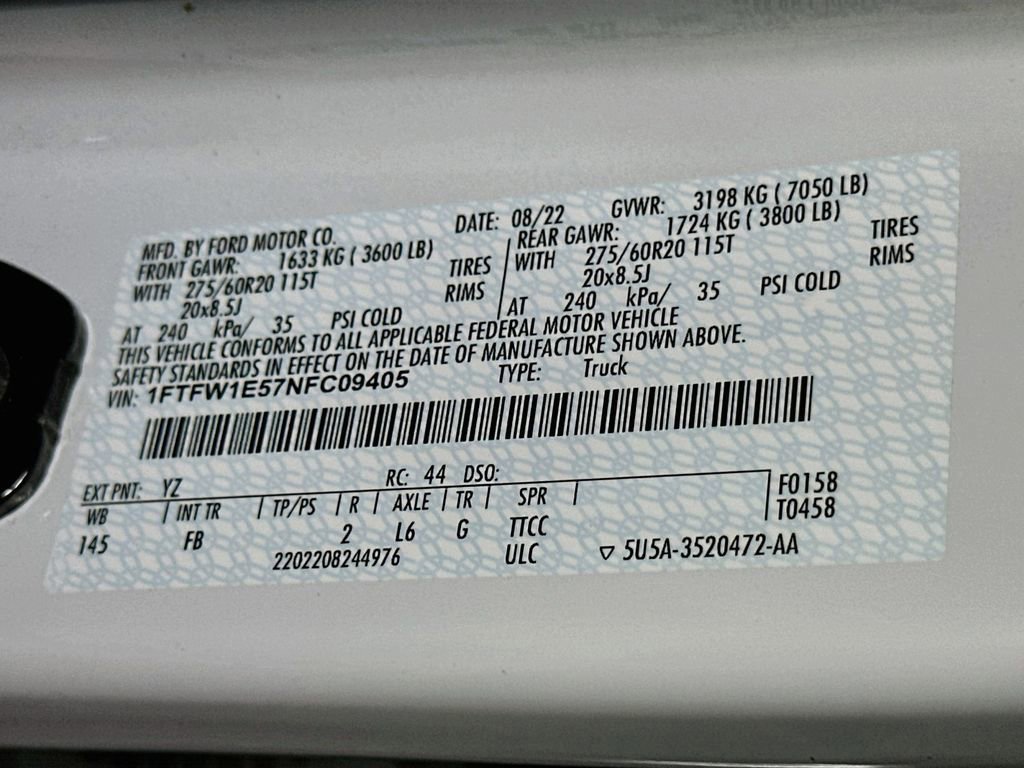 MFD. BY FORD MOTOR CO. DATE: 08/22 GVWR: 3198 KG ( 7050 LB)
FRONT GAWR: 1633 KG ( 3600 LB) REAR GAWR: 1724 KG ( 3800 LB)
WITH 275/60R20 115T TIRES WITH 275/60R20 115T TIRES
20x8.5J RIMS 20x8.5J RIMS
AT 240 kPa/ 35 PSI COLD AT 240 kPa/ 35 PSI COLD
THIS VEHICLE CONFORMS TO ALL APPLICABLE FEDERAL MOTOR VEHICLE
SAFETY STANDARDS IN EFFECT ON THE DATE OF MANUFACTURE SHOWN ABOVE.
VIN: 1FTFW1E57NFC09405 TYPE: Truck
EXT PNT: YZ RC: 44 DSO:
WB INT TR TP/PS R AXLE TR SPR F0158
145 FB 2 L6 G TTCC T0458
2202208244976 ULC ▽ 5U5A-3520472-AA